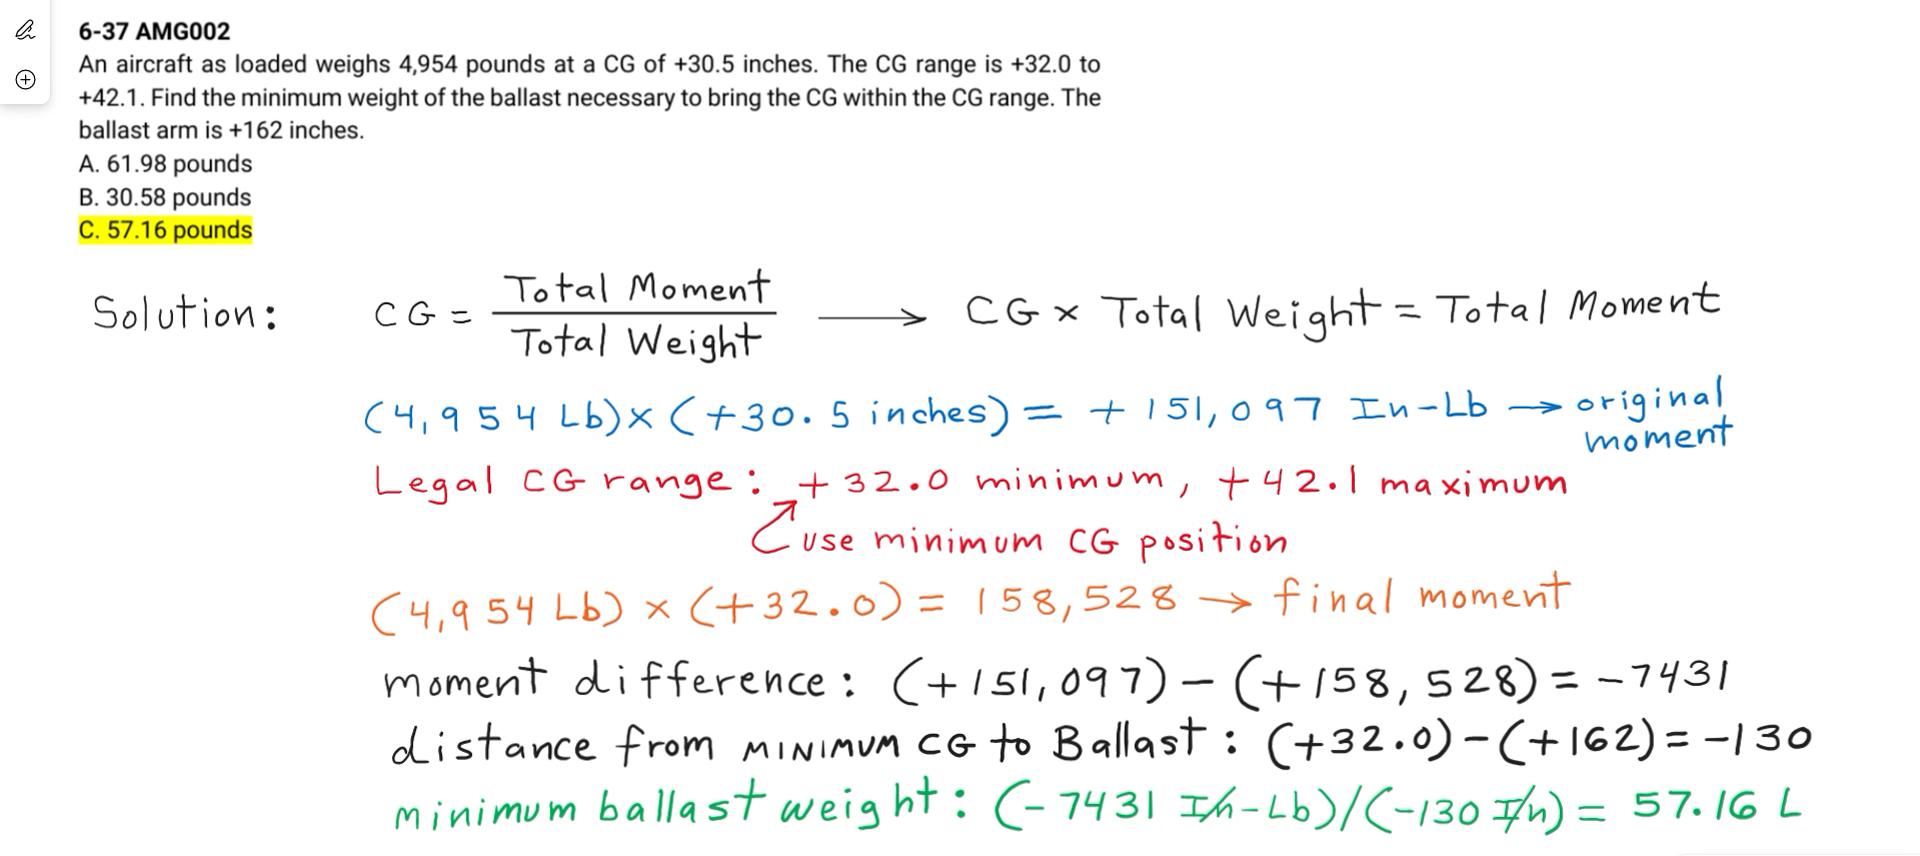 6-37 AMG002
An aircraft as loaded weighs 4,954 pounds at a CG of +30.5 inches. The CG range is +32.0 to
+42.1. Find the minimum weight of the ballast necessary to bring the CG within the CG range. The
ballast arm is +162 inches.
A. 61.98 pounds
B. 30.58 pounds
C. 57.16 pounds
Solution: CG = Total Moment / Total Weight → CG x Total Weight = Total Moment
(4,954 Lb) x (+30.5 inches) = +151,097 In-Lb → original moment
Legal CG range: +32.0 minimum, +42.1 maximum
use minimum CG position
(4,954 Lb) x (+32.0) = 158,528 → final moment
moment difference: (+151,097) - (+158,528) = -7431
distance from MINIMUM CG to Ballast: (+32.0) - (+162) = -130
minimum ballast weight: (-7431 In-Lb)/(-130 In) = 57.16 L